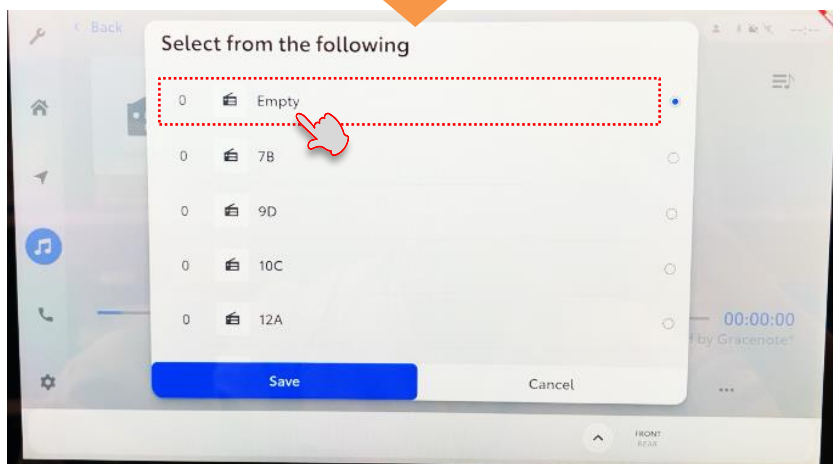 Back
Select from the following
0 Empty
0 7B
0 9D
0 10C
0 12A
00:00:00
by Gracenote®
Save Cancel
FRONT
REAR